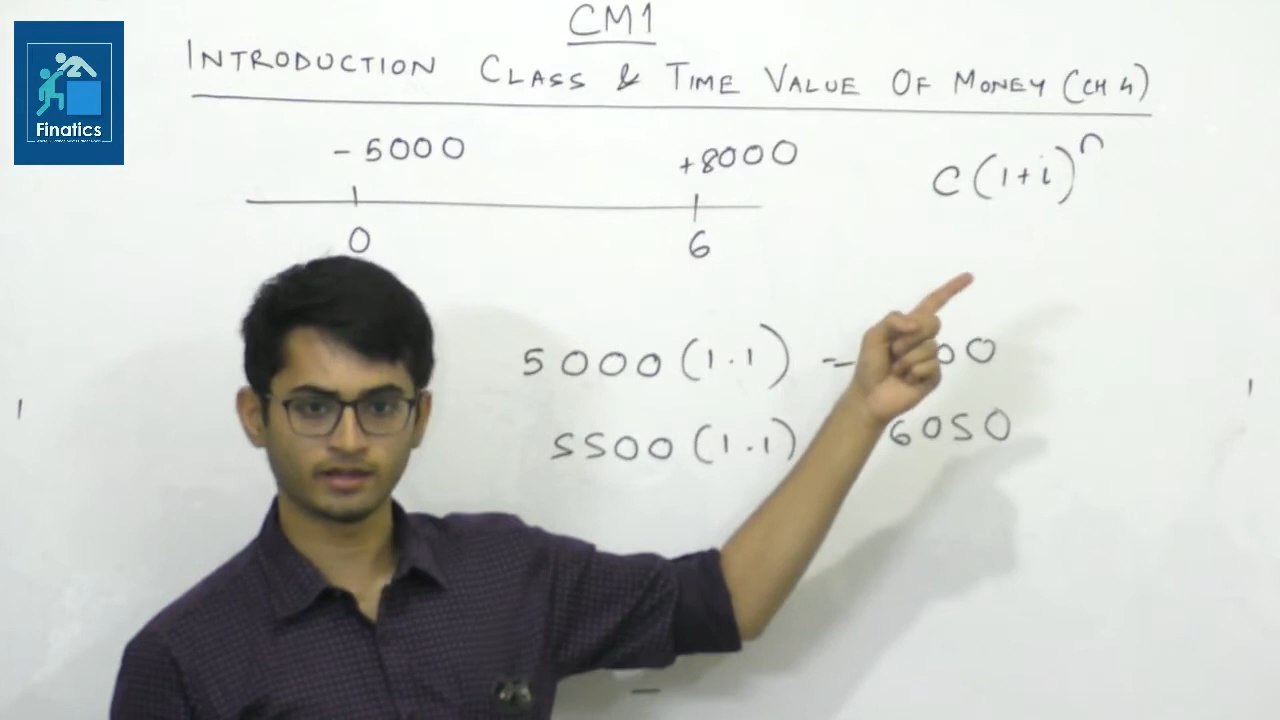 CM1
INTRODUCTION CLASS & TIME VALUE OF MONEY (CH 4)
Finatics
- 5000 +8000
C(1+i)^n
0 6
5000(1.1) =
5500(1.1) 6050